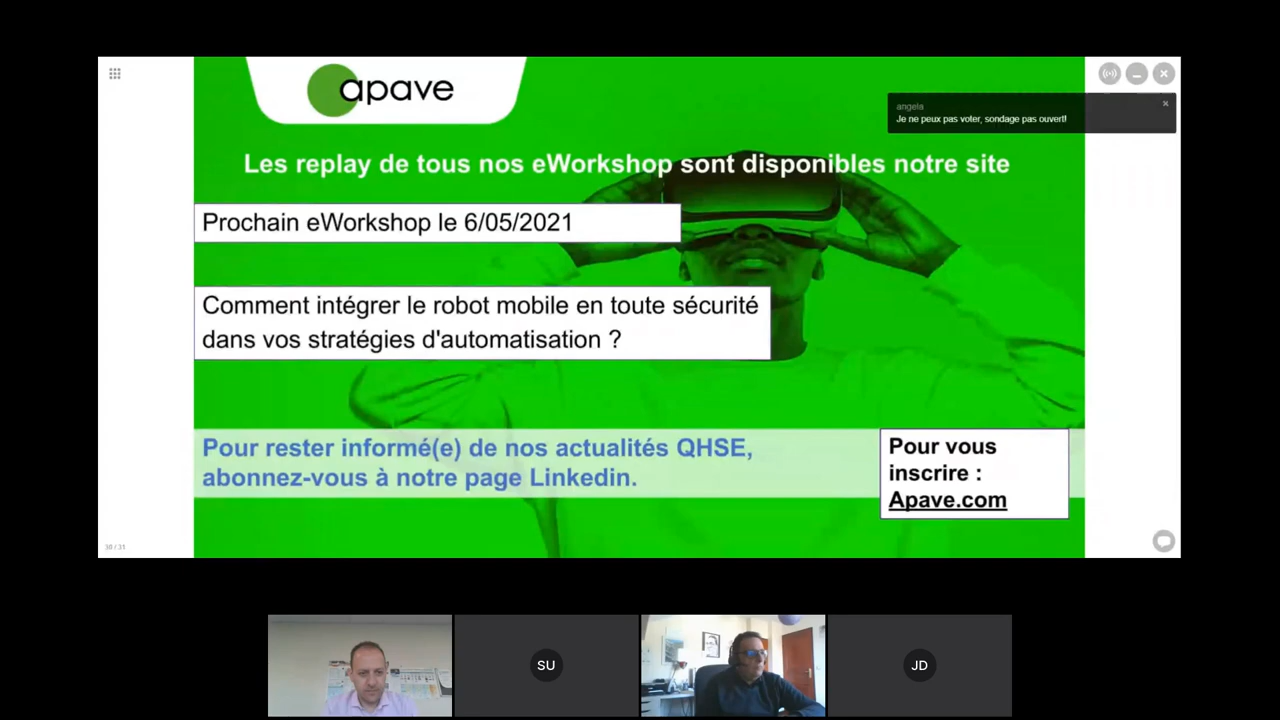 apave
angela
Je ne peux pas voter, sondage pas ouvert!
Les replay de tous nos eWorkshop sont disponibles notre site
Prochain eWorkshop le 6/05/2021
Comment intégrer le robot mobile en toute sécurité
dans vos stratégies d'automatisation ?
Pour rester informé(e) de nos actualités QHSE,
abonnez-vous à notre page Linkedin.
Pour vous
inscrire :
Apave.com
30 / 31
SU
JD